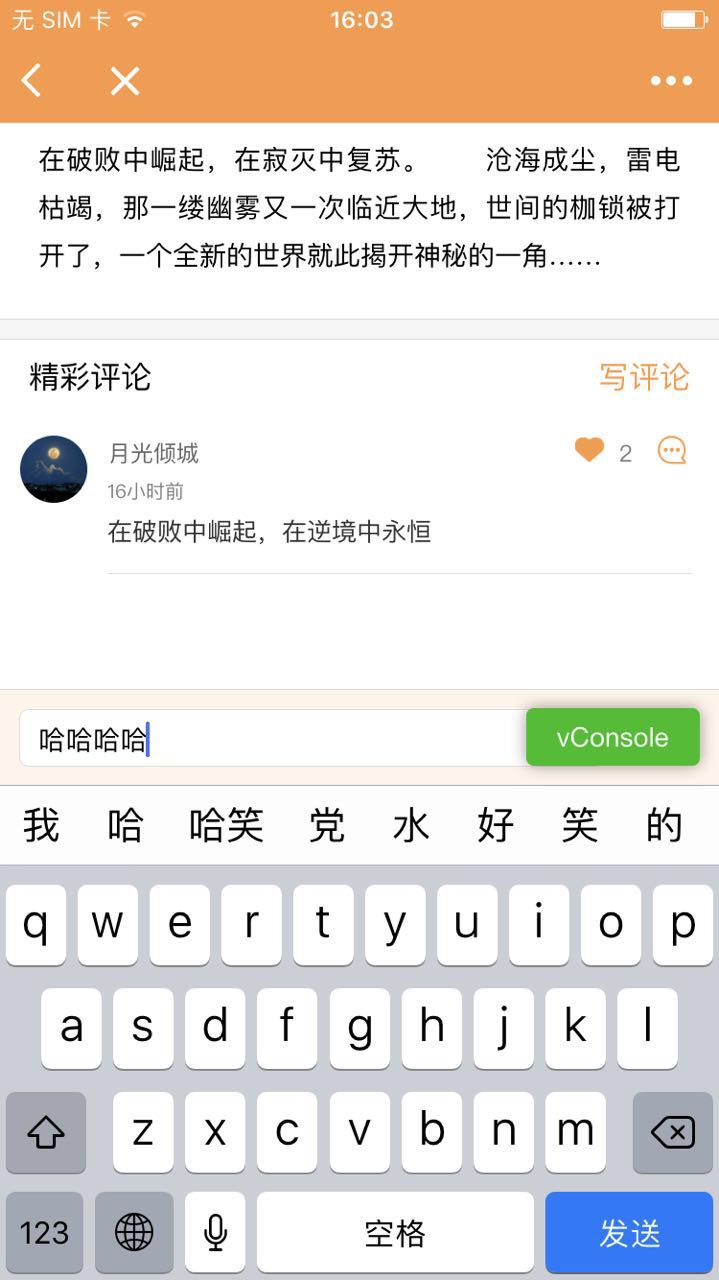 无 SIM 卡 16:03
在破败中崛起，在寂灭中复苏。 沧海成尘，雷电
枯竭，那一缕幽雾又一次临近大地，世间的枷锁被打
开了，一个全新的世界就此揭开神秘的一角……
精彩评论 写评论
月光倾城 2
16小时前
在破败中崛起，在逆境中永恒
哈哈哈哈 vConsole
我 哈 哈笑 党 水 好 笑 的
q w e r t y u i o p
a s d f g h j k l
z x c v b n m
123 空格 发送